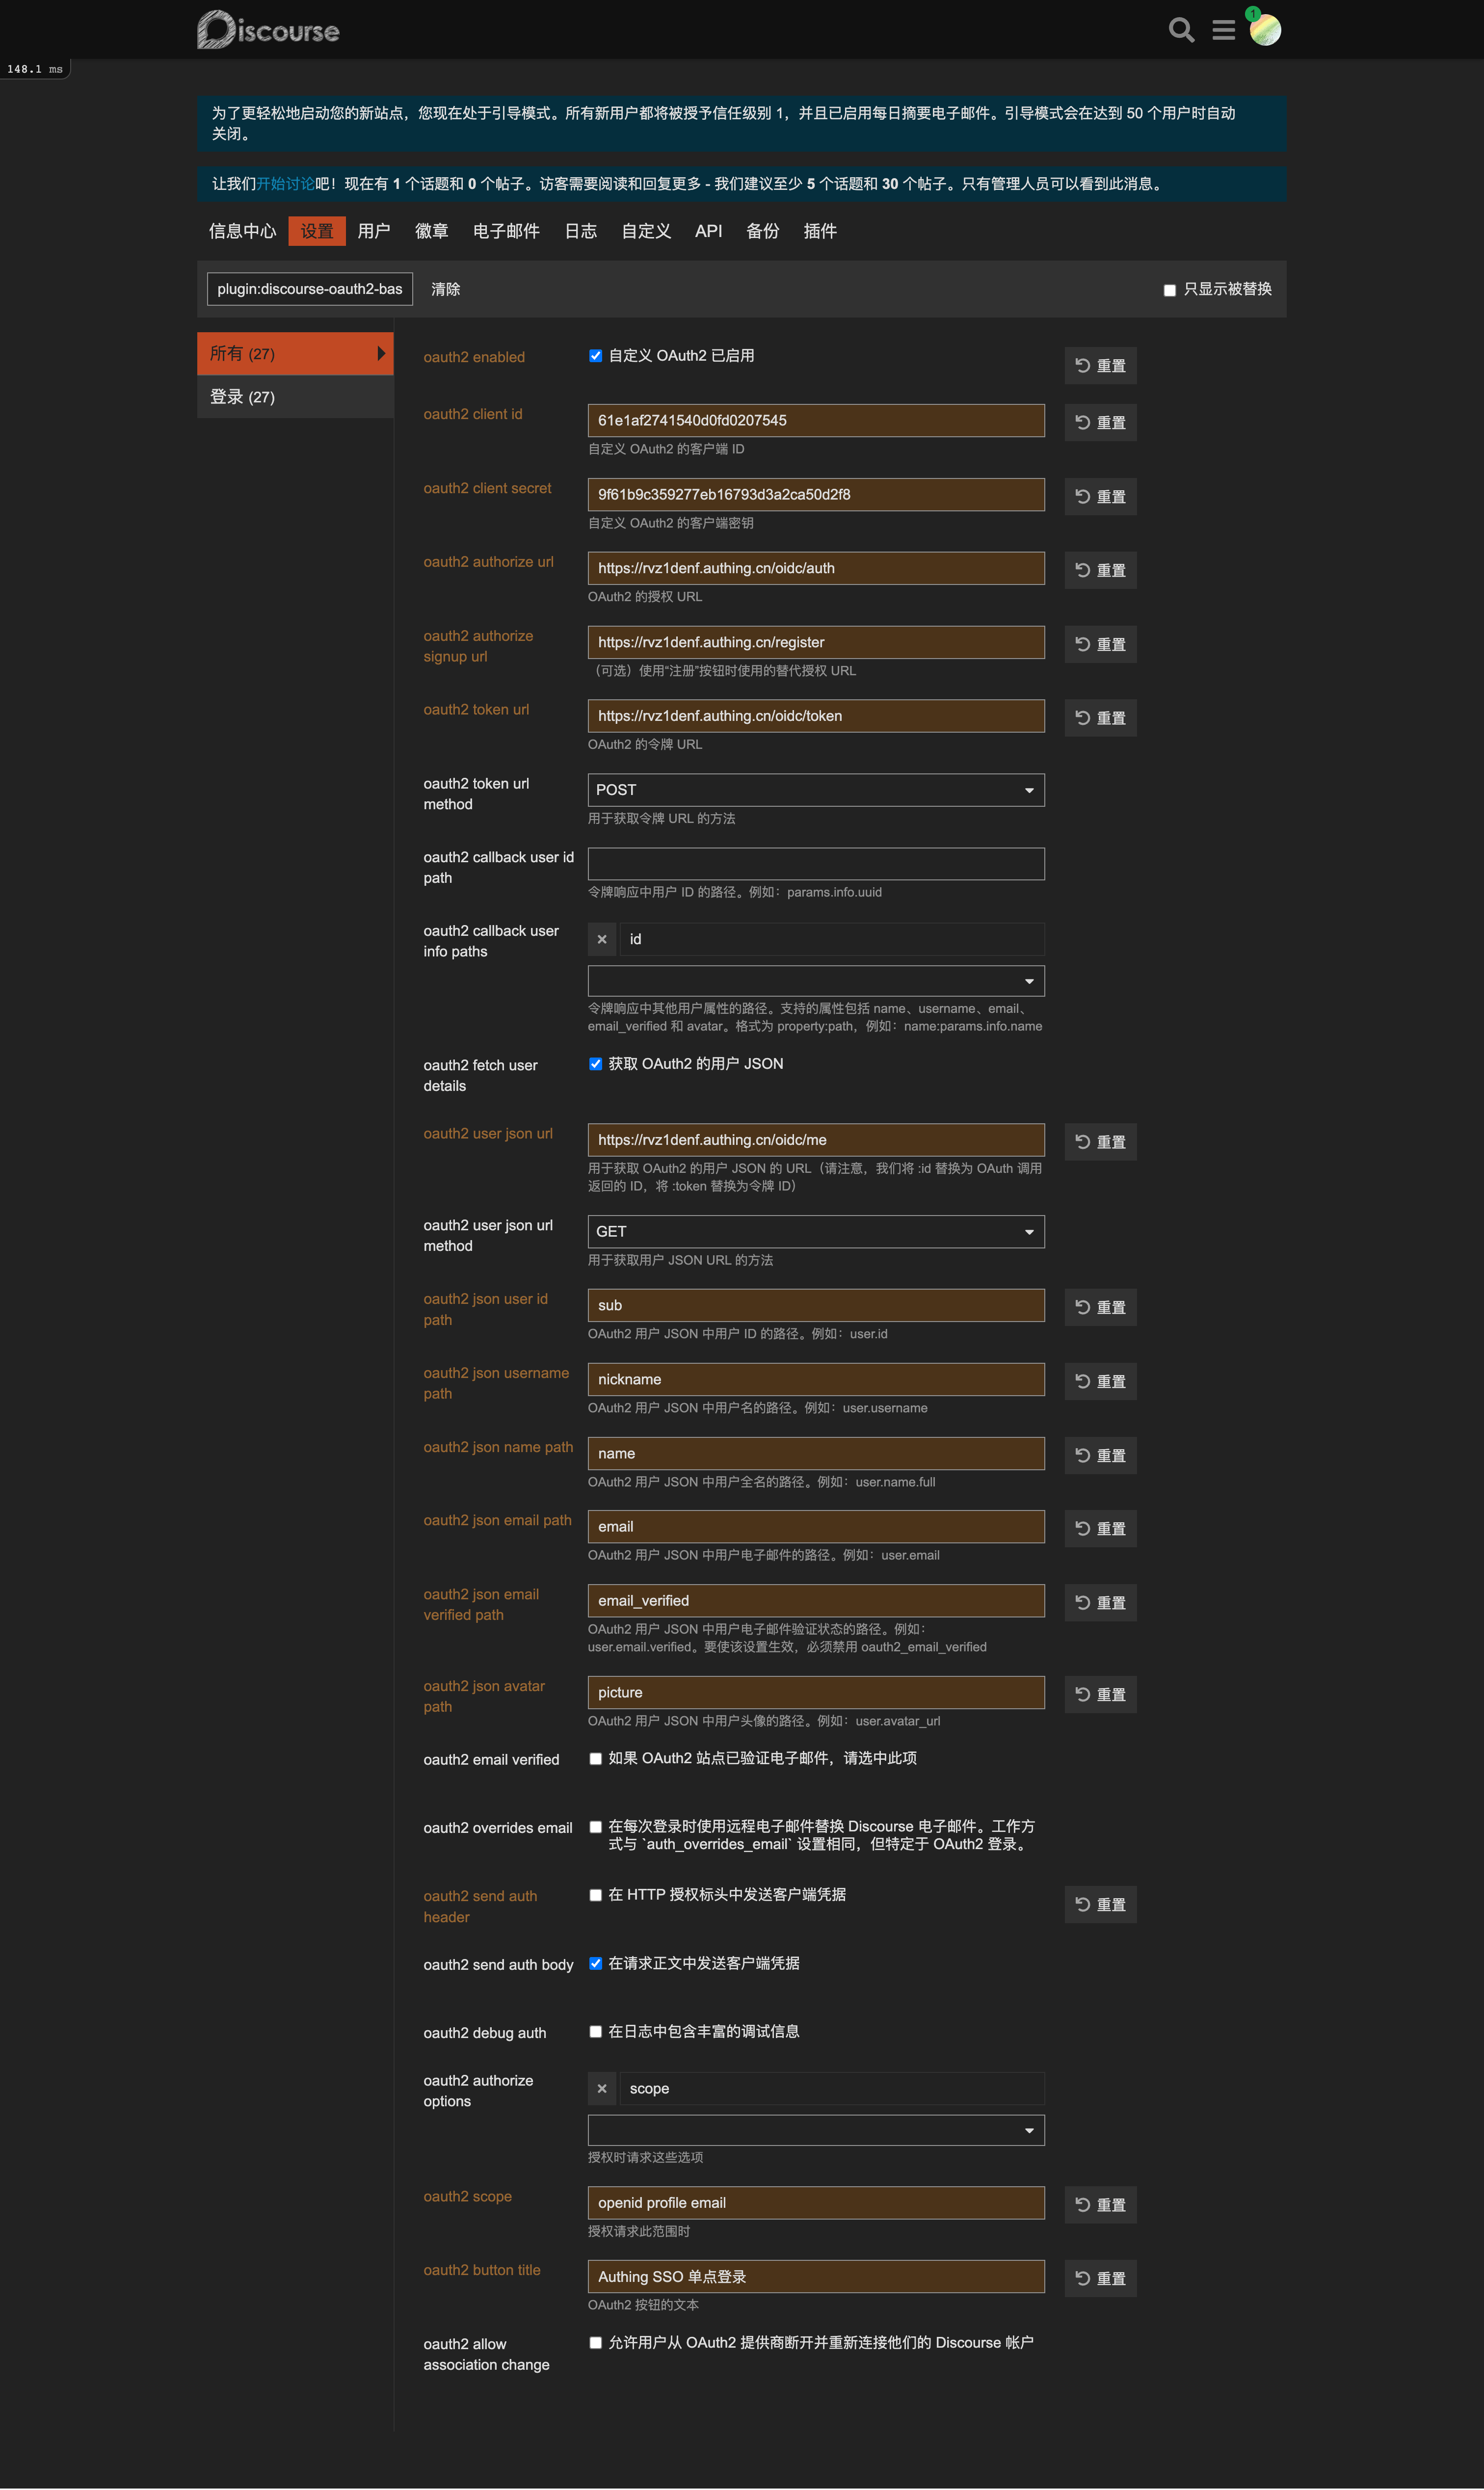 Discourse
1
148.1 ms
为了更轻松地启动您的新站点，您现在处于引导模式。所有新用户都将被授予信任级别 1，并且已启用每日摘要电子邮件。引导模式会在达到 50 个用户时自动
关闭。
让我们开始讨论吧！现在有 1 个话题和 0 个帖子。访客需要阅读和回复更多 - 我们建议至少 5 个话题和 30 个帖子。只有管理人员可以看到此消息。
信息中心 设置 用户 徽章 电子邮件 日志 自定义 API 备份 插件
plugin:discourse-oauth2-bas 清除 只显示被替换
所有 (27)
登录 (27)
oauth2 enabled 自定义 OAuth2 已启用 重置
oauth2 client id 61e1af2741540d0fd0207545 重置
自定义 OAuth2 的客户端 ID
oauth2 client secret 9f61b9c359277eb16793d3a2ca50d2f8 重置
自定义 OAuth2 的客户端密钥
oauth2 authorize url https://rvz1denf.authing.cn/oidc/auth 重置
OAuth2 的授权 URL
oauth2 authorize
signup url
https://rvz1denf.authing.cn/register 重置
（可选）使用“注册”按钮时使用的替代授权 URL
oauth2 token url https://rvz1denf.authing.cn/oidc/token 重置
OAuth2 的令牌 URL
oauth2 token url
method
POST
用于获取令牌 URL 的方法
oauth2 callback user id
path
令牌响应中用户 ID 的路径。例如：params.info.uuid
oauth2 callback user
info paths
id
令牌响应中其他用户属性的路径。支持的属性包括 name、username、email、
email_verified 和 avatar。格式为 property:path，例如：name:params.info.name
oauth2 fetch user
details
获取 OAuth2 的用户 JSON
oauth2 user json url https://rvz1denf.authing.cn/oidc/me 重置
用于获取 OAuth2 的用户 JSON 的 URL（请注意，我们将 :id 替换为 OAuth 调用
返回的 ID，将 :token 替换为令牌 ID）
oauth2 user json url
method
GET
用于获取用户 JSON URL 的方法
oauth2 json user id
path
sub 重置
OAuth2 用户 JSON 中用户 ID 的路径。例如：user.id
oauth2 json username
path
nickname 重置
OAuth2 用户 JSON 中用户名的路径。例如：user.username
oauth2 json name path name 重置
OAuth2 用户 JSON 中用户全名的路径。例如：user.name.full
oauth2 json email path email 重置
OAuth2 用户 JSON 中用户电子邮件的路径。例如：user.email
oauth2 json email
verified path
email_verified 重置
OAuth2 用户 JSON 中用户电子邮件验证状态的路径。例如：
user.email.verified。要使该设置生效，必须禁用 oauth2_email_verified
oauth2 json avatar
path
picture 重置
OAuth2 用户 JSON 中用户头像的路径。例如：user.avatar_url
oauth2 email verified 如果 OAuth2 站点已验证电子邮件，请选中此项
oauth2 overrides email 在每次登录时使用远程电子邮件替换 Discourse 电子邮件。工作方
式与 `auth_overrides_email` 设置相同，但特定于 OAuth2 登录。
oauth2 send auth
header
在 HTTP 授权标头中发送客户端凭据 重置
oauth2 send auth body 在请求正文中发送客户端凭据
oauth2 debug auth 在日志中包含丰富的调试信息
oauth2 authorize
options
scope
授权时请求这些选项
oauth2 scope openid profile email 重置
授权请求此范围时
oauth2 button title Authing SSO 单点登录 重置
OAuth2 按钮的文本
oauth2 allow
association change
允许用户从 OAuth2 提供商断开并重新连接他们的 Discourse 帐户